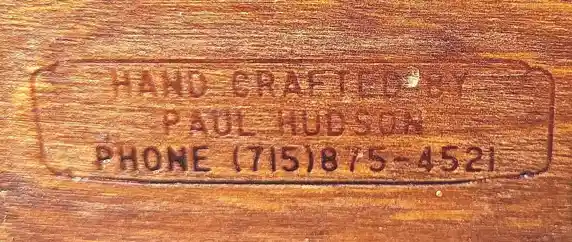 HAND CRAFTED BY
PAUL HUDSON
PHONE (715)875-4521